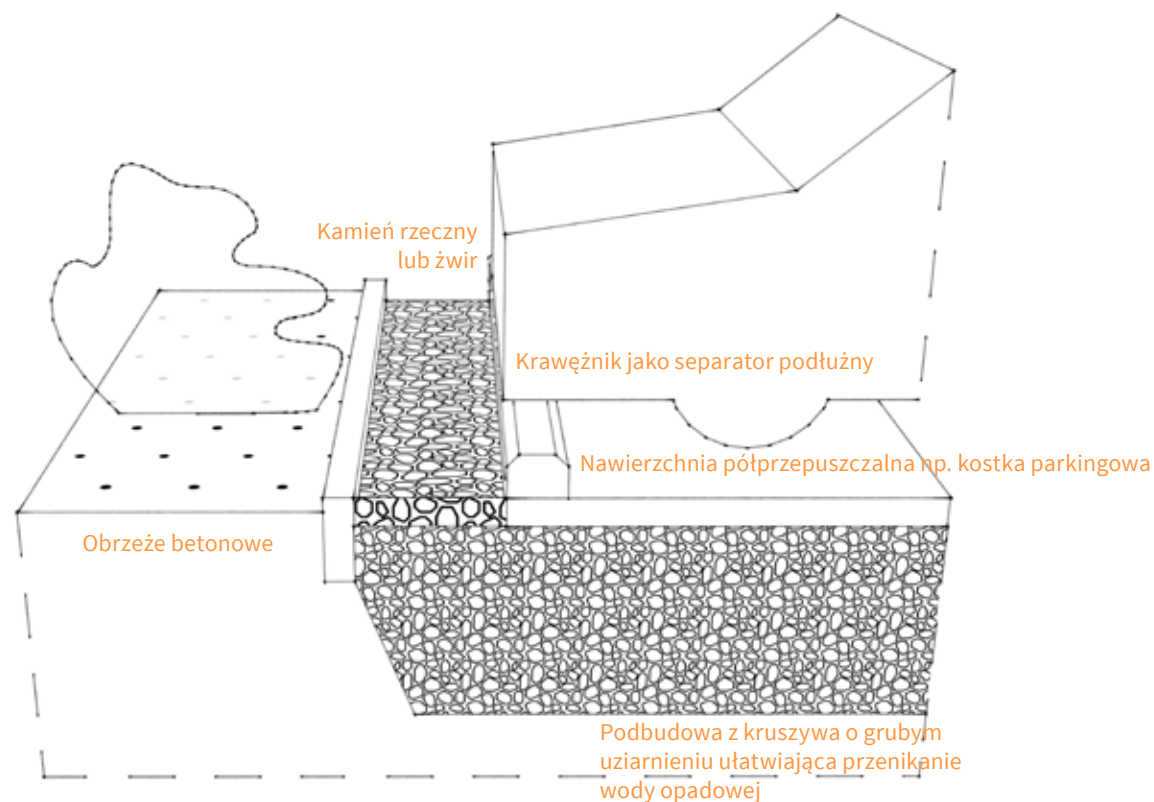 Kamień rzeczny
lub żwir
Krawężnik jako separator podłużny
Nawierzchnia półprzepuszczalna np. kostka parkingowa
Obrzeże betonowe
Podbudowa z kruszywa o grubym
uziarnieniu ułatwiająca przenikanie
wody opadowej